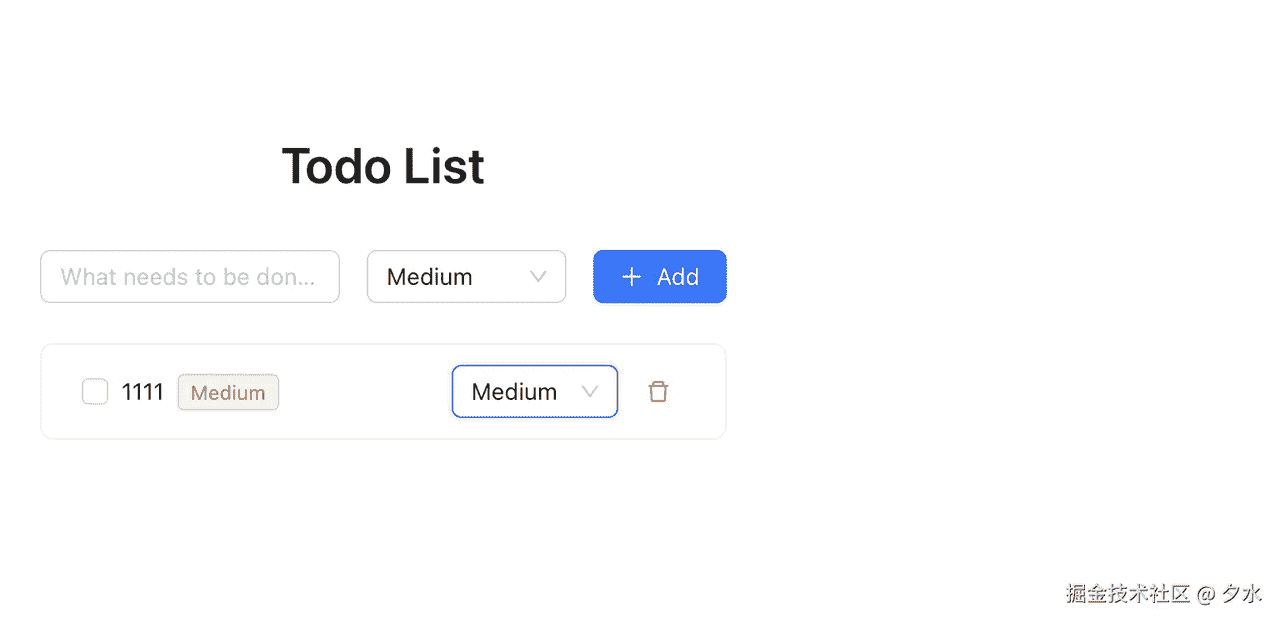 Todo List
What needs to be don...
Medium
Add
1111 Medium
Medium
掘金技术社区 @ 夕水